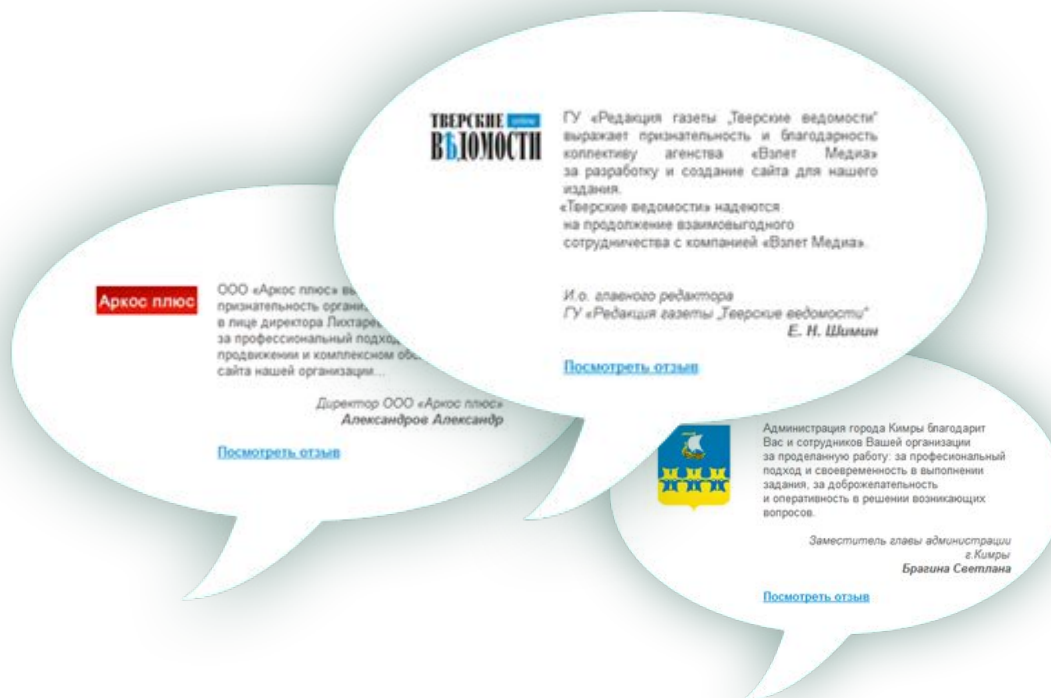 ТВЕРСКИЕ
ВѢДОМОСТИ
ГУ «Редакция газеты „Тверские ведомости"
выражает признательность и благодарность
коллективу агенства «Взлет Медиа»
за разработку и создание сайта для нашего
издания.
«Тверские ведомости» надеются
на продолжение взаимовыгодного
сотрудничества с компанией «Взлет Медиа».
И.о. главного редактора
ГУ «Редакция газеты „Тверские ведомости"
Е. Н. Шимин
Посмотреть отзыв
Аркос плюс
ООО «Аркос плюс»
признательность
в лице директора
за профессиональный
продвижении и комплексном
сайта нашей организации...
Директор ООО «Аркос плюс»
Александров Александр
Посмотреть отзыв
Администрация города Кимры благодарит
Вас и сотрудников Вашей организации
за проделанную работу: за професиональный
подход и своевременность в выполнении
задания, за доброжелательность
и оперативность в решении возникающих
вопросов.
Заместитель главы администрации
г.Кимры
Брагина Светлана
Посмотреть отзыв